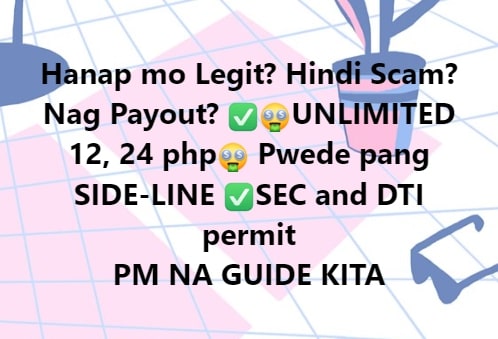 Hanap mo Legit? Hindi Scam?
Nag Payout? ✅🤑UNLIMITED
12, 24 php🤑 Pwede pang
SIDE-LINE ✅SEC and DTI
permit
PM NA GUIDE KITA